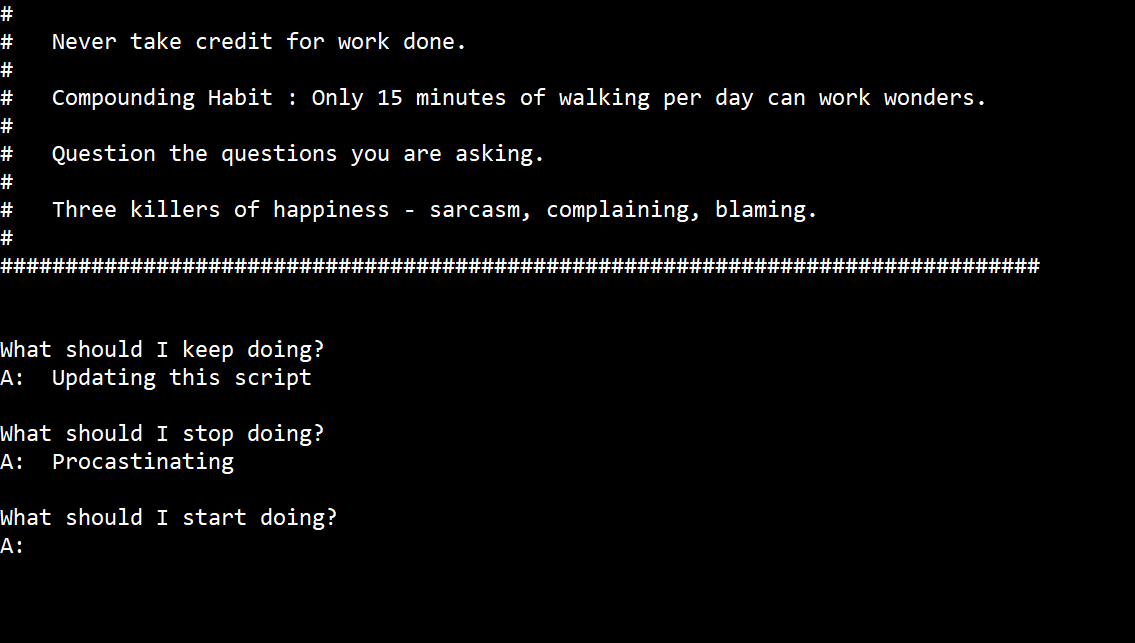 #
#   Never take credit for work done.
#
#   Compounding Habit : Only 15 minutes of walking per day can work wonders.
#
#   Question the questions you are asking.
#
#   Three killers of happiness - sarcasm, complaining, blaming.
#
################################################################################
What should I keep doing?
A:  Updating this script
What should I stop doing?
A:  Procastinating
What should I start doing?
A: